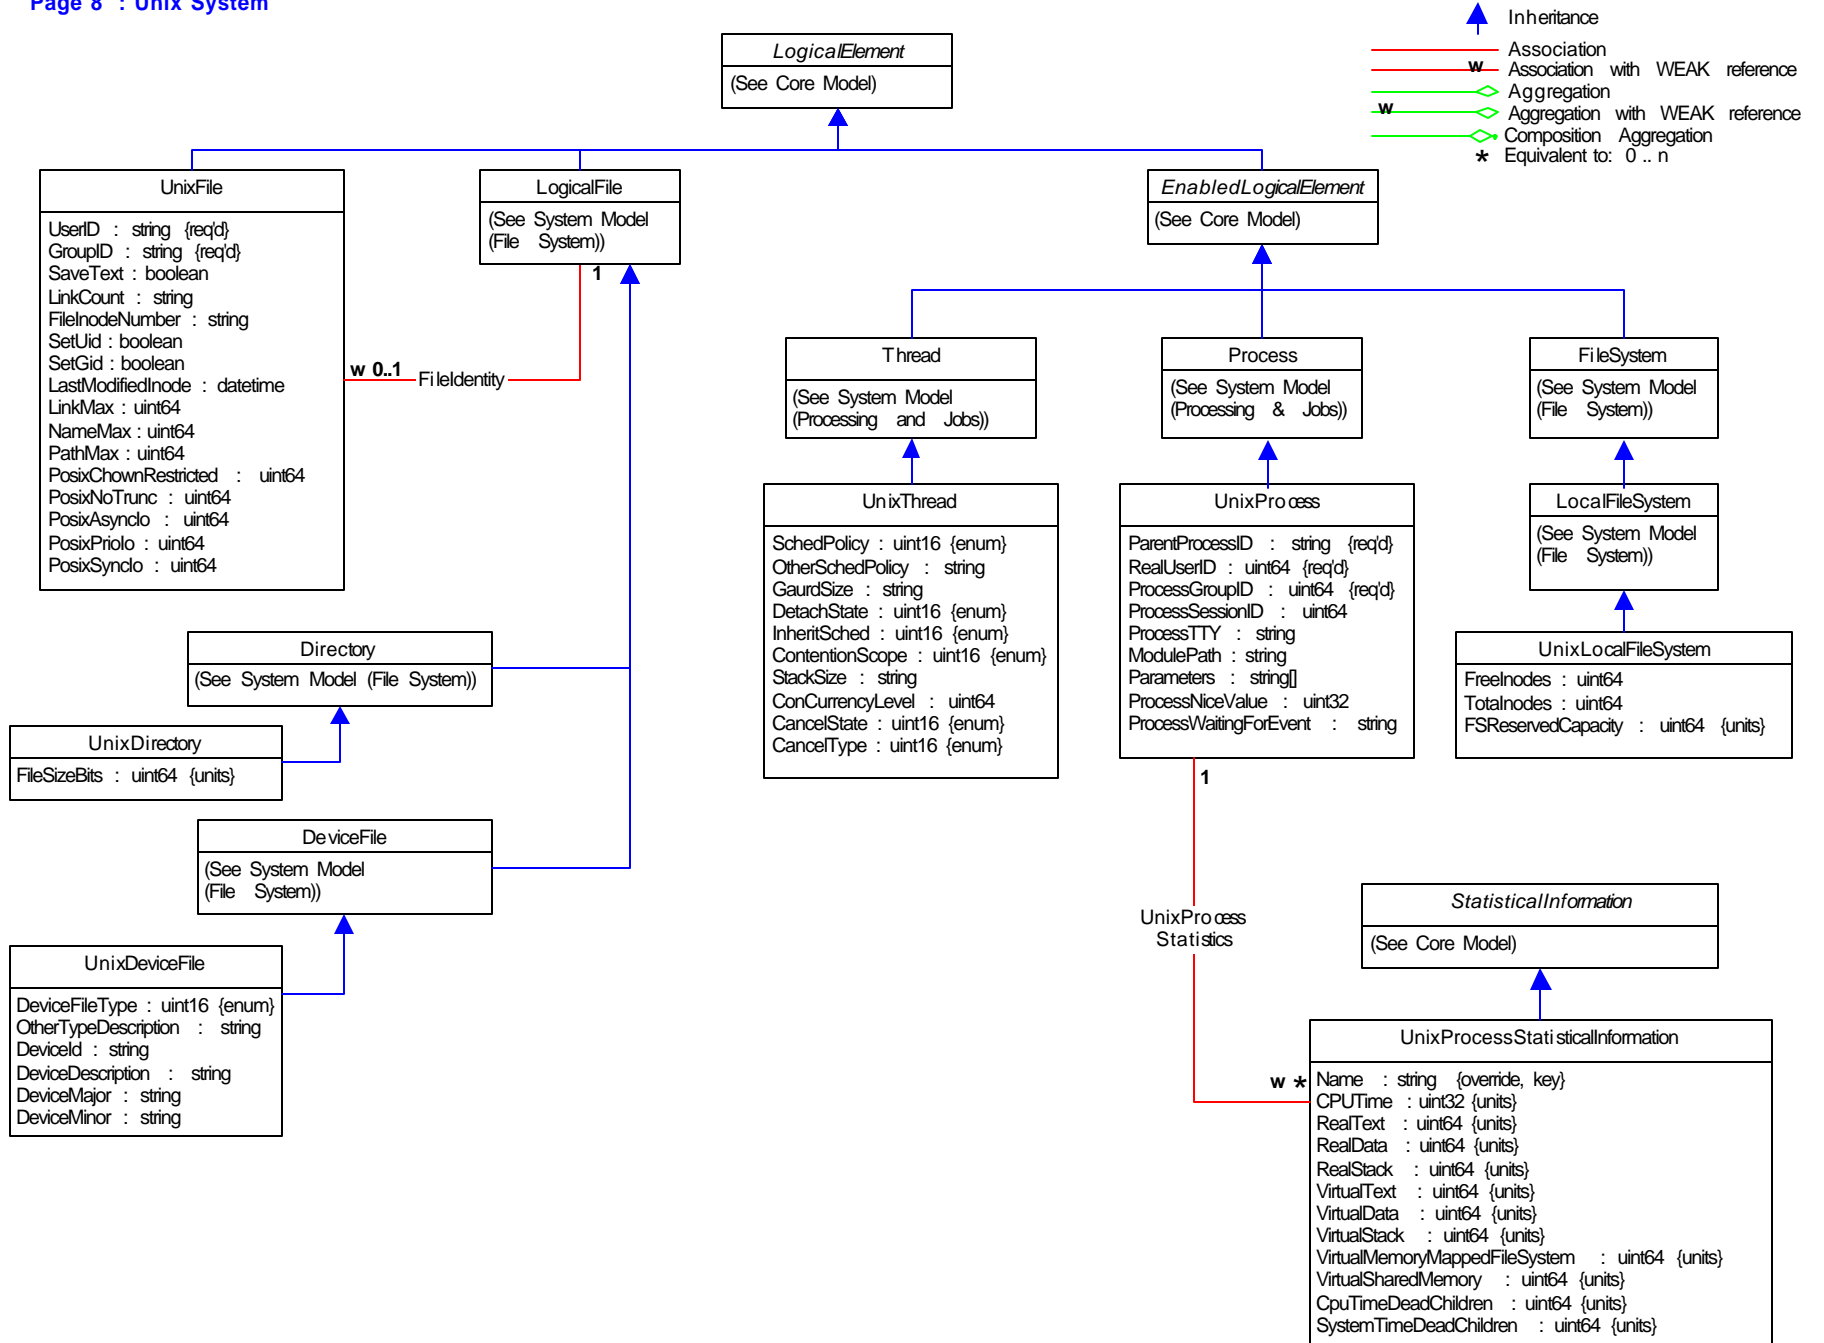 Page 8 : Unix System
Inheritance
Association
w Association with WEAK reference
Aggregation
w Aggregation with WEAK reference
Composition Aggregation
* Equivalent to: 0 .. n
LogicalElement
(See Core Model)
UnixFile
UserID : string {req'd}
GroupID : string {req'd}
SaveText : boolean
LinkCount : string
FileInodeNumber : string
SetUid : boolean
SetGid : boolean
LastModifiedInode : datetime
LinkMax : uint64
NameMax : uint64
PathMax : uint64
PosixChownRestricted : uint64
PosixNoTrunc : uint64
PosixAsyncIo : uint64
PosixPrioIo : uint64
PosixSyncIo : uint64
LogicalFile
(See System Model
(File System))
1
w 0..1
FileIdentity
EnabledLogicalElement
(See Core Model)
Thread
(See System Model
(Processing and Jobs))
Process
(See System Model
(Processing & Jobs))
FileSystem
(See System Model
(File System))
UnixThread
SchedPolicy : uint16 {enum}
OtherSchedPolicy : string
GaurdSize : string
DetachState : uint16 {enum}
InheritSched : uint16 {enum}
ContentionScope : uint16 {enum}
StackSize : string
ConCurrencyLevel : uint64
CancelState : uint16 {enum}
CancelType : uint16 {enum}
UnixProcess
ParentProcessID : string {req'd}
RealUserID : uint64 {req'd}
ProcessGroupID : uint64 {req'd}
ProcessSessionID : uint64
ProcessTTY : string
ModulePath : string
Parameters : string[]
ProcessNiceValue : uint32
ProcessWaitingForEvent : string
LocalFileSystem
(See System Model
(File System))
UnixLocalFileSystem
FreeInodes : uint64
TotalInodes : uint64
FSReservedCapacity : uint64 {units}
Directory
(See System Model (File System))
UnixDirectory
FileSizeBits : uint64 {units}
DeviceFile
(See System Model
(File System))
UnixDeviceFile
DeviceFileType : uint16 {enum}
OtherTypeDescription : string
DeviceId : string
DeviceDescription : string
DeviceMajor : string
DeviceMinor : string
1
UnixProcess
Statistics
w *
StatisticalInformation
(See Core Model)
UnixProcessStatisticalInformation
Name : string {override, key}
CPUTime : uint32 {units}
RealText : uint64 {units}
RealData : uint64 {units}
RealStack : uint64 {units}
VirtualText : uint64 {units}
VirtualData : uint64 {units}
VirtualStack : uint64 {units}
VirtualMemoryMappedFileSystem : uint64 {units}
VirtualSharedMemory : uint64 {units}
CpuTimeDeadChildren : uint64 {units}
SystemTimeDeadChildren : uint64 {units}